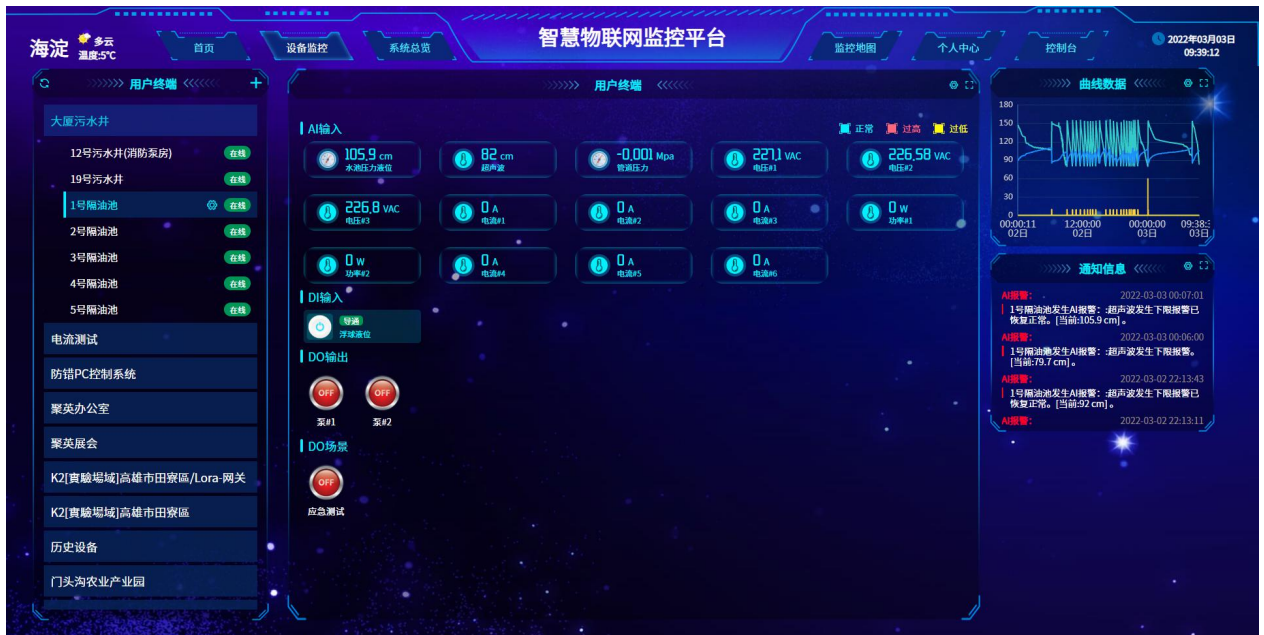 海淀
多云
温度:5℃
首页
设备监控
系统总览
智慧物联网监控平台
监控地图
个人中心
控制台
2022年03月03日
09:39:12
用户终端
大厦污水井
12号污水井(消防泵房) 在线
19号污水井 在线
1号隔油池 在线
2号隔油池 在线
3号隔油池 在线
4号隔油池 在线
5号隔油池 在线
电流测试
防错PC控制系统
聚英办公室
聚英展会
K2[實驗場域]高雄市田寮區/Lora-网关
K2[實驗場域]高雄市田寮區
历史设备
门头沟农业产业园
用户终端
AI输入
正常 过高 过低
105.9 cm
水池压力液位
82 cm
超声波
-0.001 Mpa
管道压力
227.1 VAC
电压#1
226.58 VAC
电压#2
226.8 VAC
电压#3
0 A
电流#1
0 A
电流#2
0 A
电流#3
0 W
功率#1
0 W
功率#2
0 A
电流#4
0 A
电流#5
0 A
电流#6
DI输入
导通
浮球液位
DO输出
OFF OFF
泵#1 泵#2
DO场景
OFF
应急测试
曲线数据
180
150
120
90
60
30
0
00:00:11 12:00:00 00:00:00 09:38:
02日 02日 03日 03日
通知信息
AI报警: 2022-03-03 00:07:01
1号隔油池发生AI报警：:超声波发生下限报警已
恢复正常。[当前:105.9 cm] 。
AI报警: 2022-03-03 00:06:00
1号隔油池发生AI报警：:超声波发生下限报警。
[当前:79.7 cm] 。
AI报警: 2022-03-02 22:13:43
1号隔油池发生AI报警：:超声波发生下限报警已
恢复正常。[当前:92 cm] 。
AI报警: 2022-03-02 22:13:11